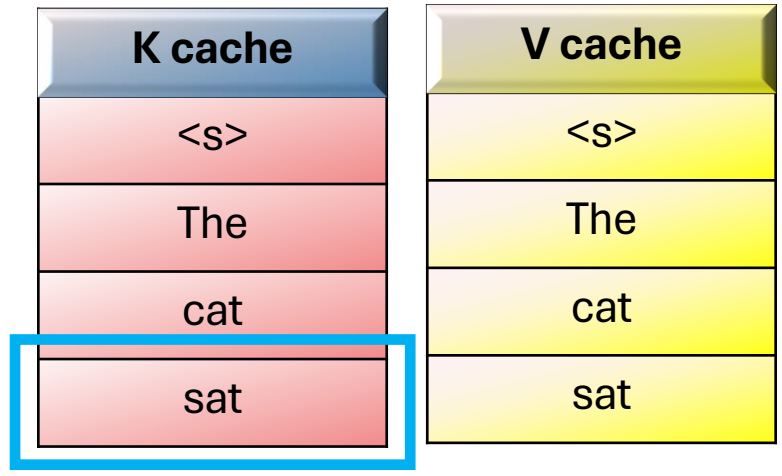 K cache
<s>
The
cat
sat
V cache
<s>
The
cat
sat